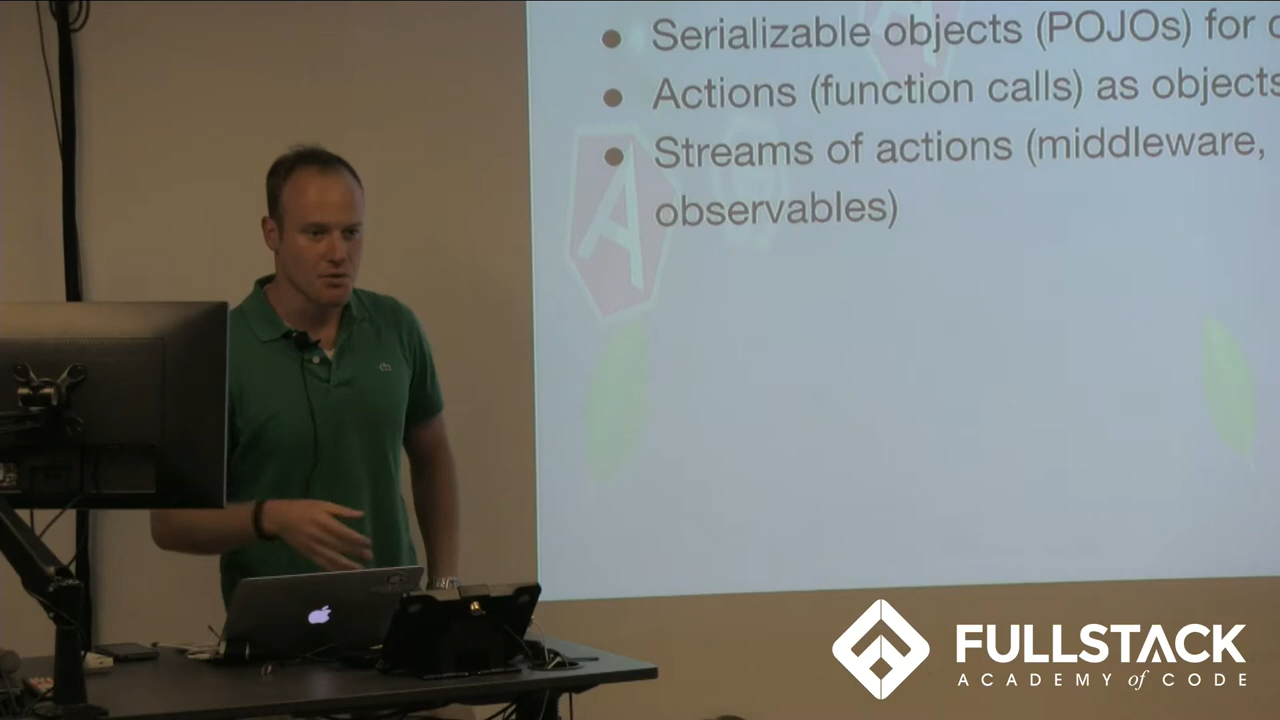 Serializable objects (POJOs) for
Actions (function calls) as objects
Streams of actions (middleware,
observables)
A
FULLSTACK
ACADEMY of CODE